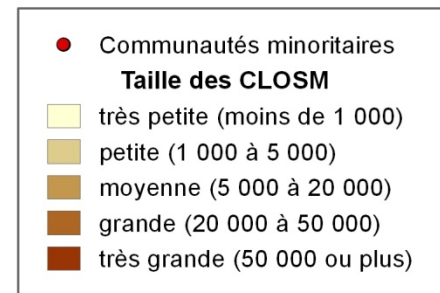 Communautés minoritaires
Taille des CLOSM
très petite (moins de 1 000)
petite (1 000 à 5 000)
moyenne (5 000 à 20 000)
grande (20 000 à 50 000)
très grande (50 000 ou plus)